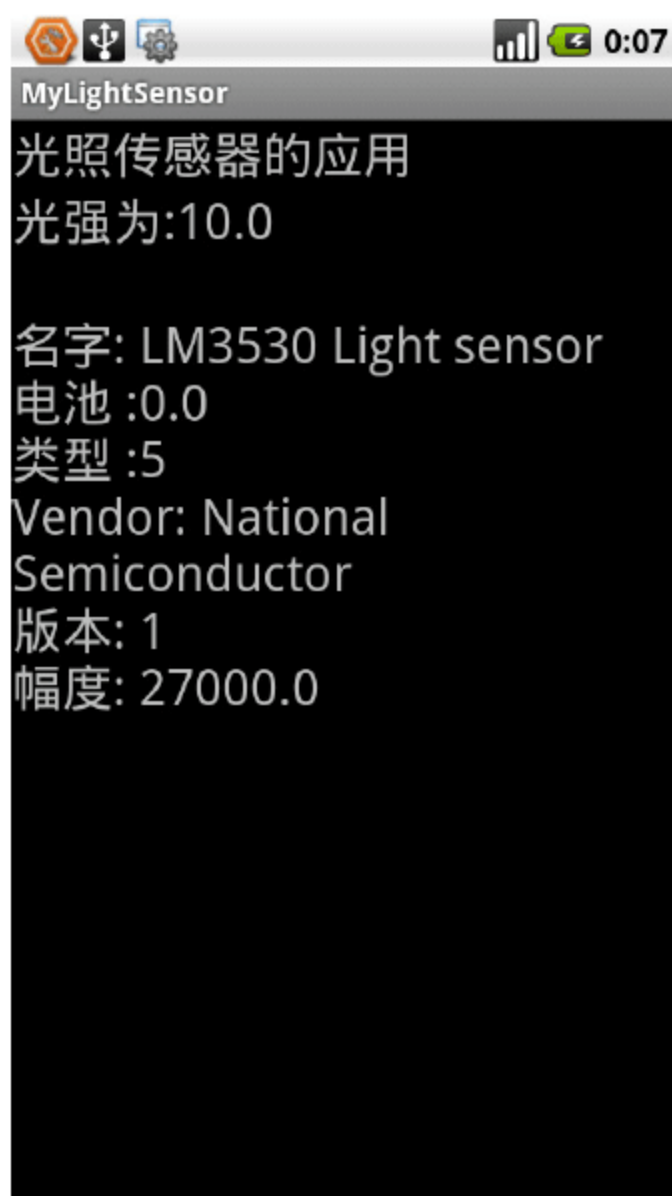 0:07
MyLightSensor
光照传感器的应用
光强为:10.0
名字: LM3530 Light sensor
电池 :0.0
类型 :5
Vendor: National
Semiconductor
版本: 1
幅度: 27000.0